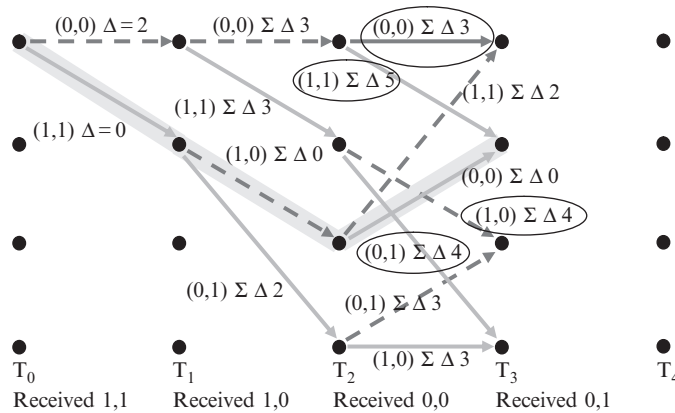 (0,0) Δ = 2
(0,0) Σ Δ 3
(0,0) Σ Δ 3
(1,1) Σ Δ 5
(1,1) Σ Δ 2
(1,1) Σ Δ 3
(1,1) Δ = 0
(1,0) Σ Δ 0
(0,0) Σ Δ 0
(1,0) Σ Δ 4
(0,1) Σ Δ 4
(0,1) Σ Δ 2
(0,1) Σ Δ 3
(1,0) Σ Δ 3
T0 T1 T2 T3 T4
Received 1,1 Received 1,0 Received 0,0 Received 0,1